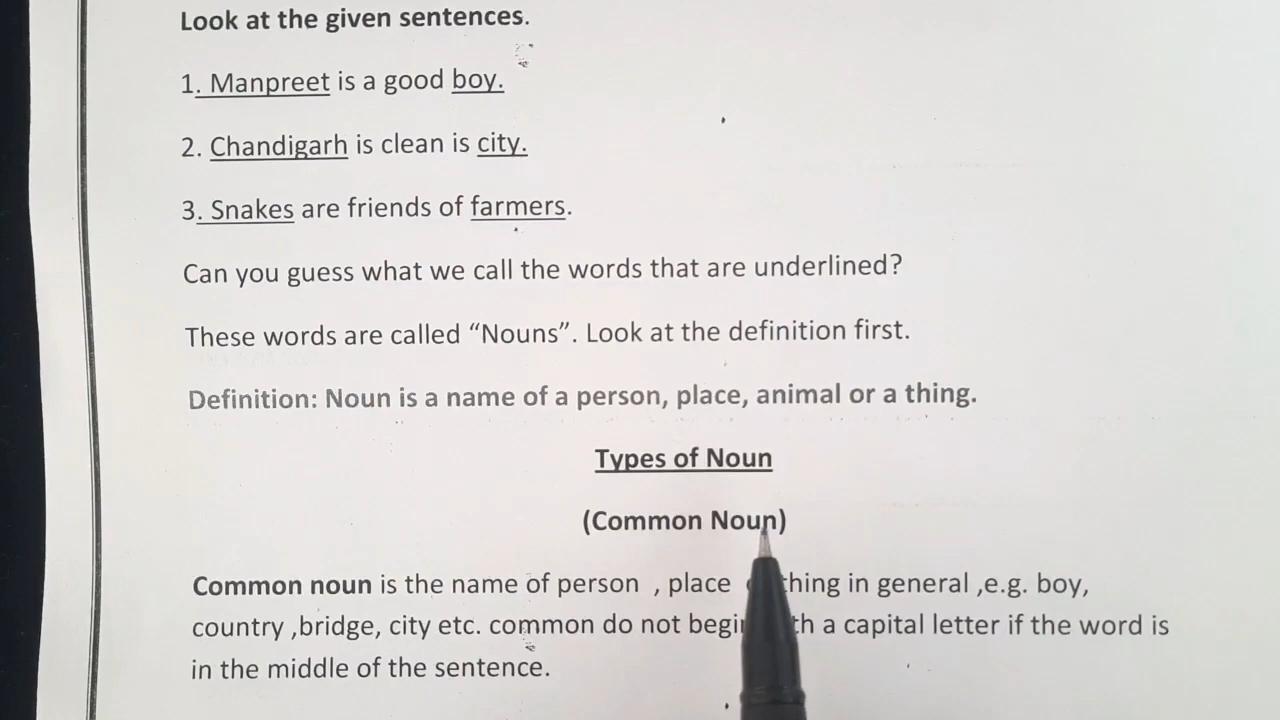 Look at the given sentences.
1. Manpreet is a good boy.
2. Chandigarh is clean is city.
3. Snakes are friends of farmers.
Can you guess what we call the words that are underlined?
These words are called “Nouns”. Look at the definition first.
Definition: Noun is a name of a person, place, animal or a thing.
Types of Noun
(Common Noun)
Common noun is the name of person , place in general ,e.g. boy,
country ,bridge, city etc. common do not a capital letter if the word is
in the middle of the sentence.